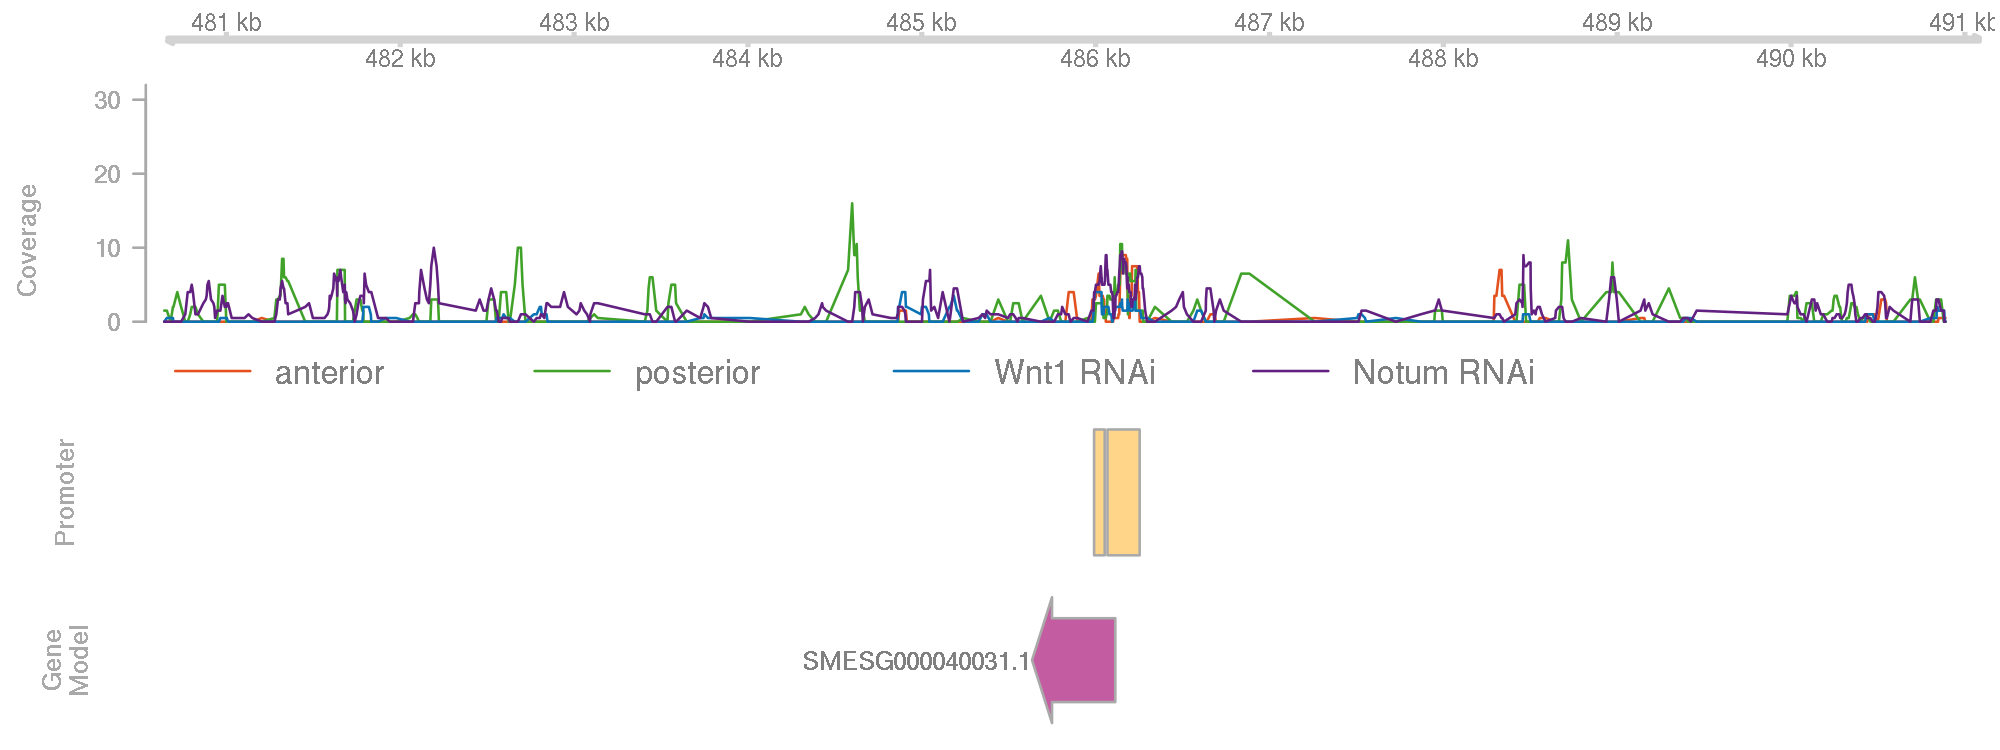 481 kb 483 kb 485 kb 487 kb 489 kb 491 kb
482 kb 484 kb 486 kb 488 kb 490 kb
30
20
10
0
Coverage
anterior posterior Wnt1 RNAi Notum RNAi
Promoter
Gene
Model
SMESG000040031.1